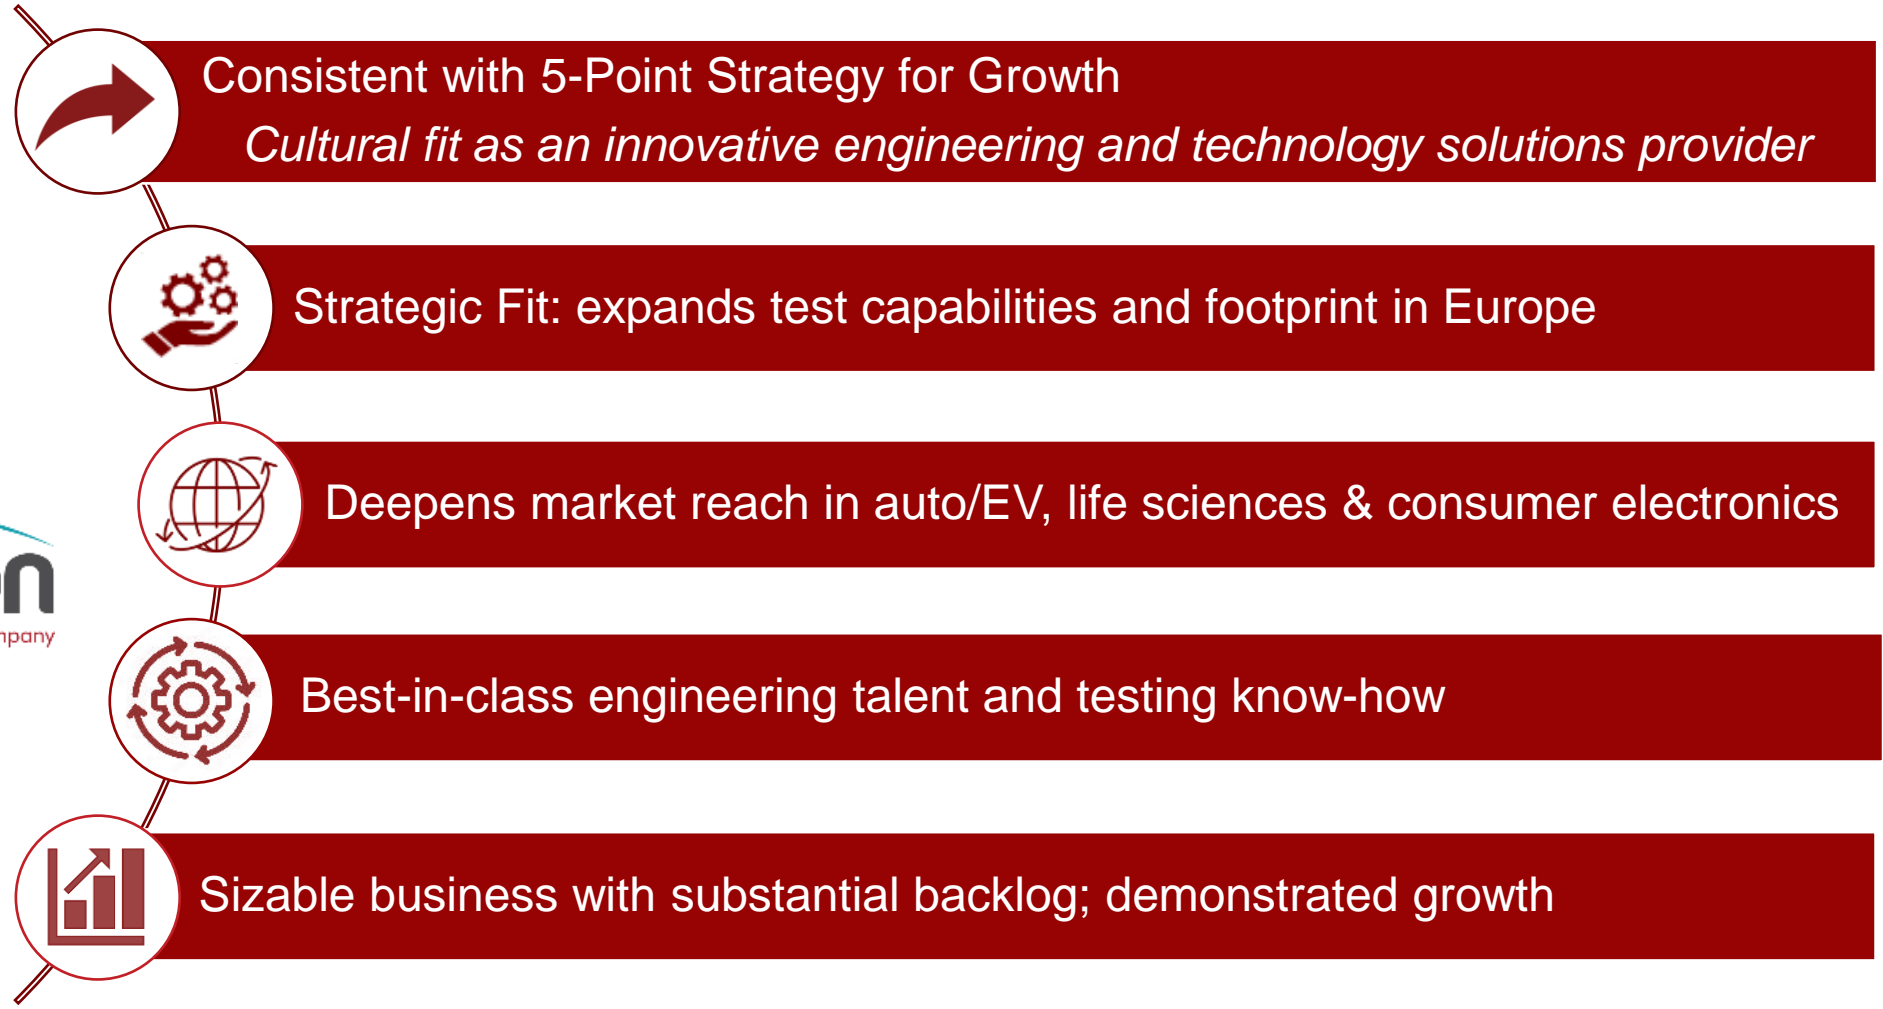 Consistent with 5-Point Strategy for Growth
Cultural fit as an innovative engineering and technology solutions provider
Strategic Fit: expands test capabilities and footprint in Europe
Deepens market reach in auto/EV, life sciences & consumer electronics
Best-in-class engineering talent and testing know-how
Sizable business with substantial backlog; demonstrated growth